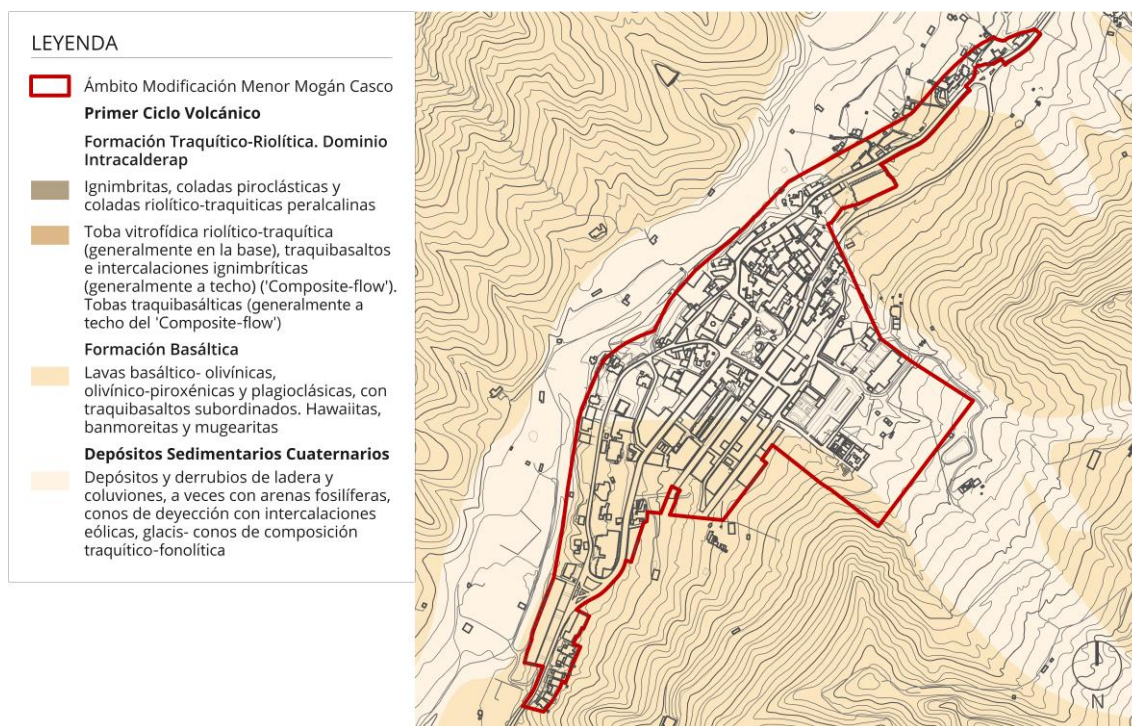 LEYENDA
Ámbito Modificación Menor Mogán Casco
Primer Ciclo Volcánico
Formación Traquítico-Riolítica. Dominio
Intracalderap
Ignimbritas, coladas piroclásticas y
coladas riolítico-traquiticas peralcalinas
Toba vitrofídica riolítico-traquítica
(generalmente en la base), traquibasaltos
e intercalaciones ignimbríticas
(generalmente a techo) ('Composite-flow').
Tobas traquibasálticas (generalmente a
techo del 'Composite-flow')
Formación Basáltica
Lavas basáltico- olivínicas,
olivínico-piroxénicas y plagioclásicas, con
traquibasaltos subordinados. Hawaiitas,
banmoreitas y mugearitas
Depósitos Sedimentarios Cuaternarios
Depósitos y derrubios de ladera y
coluviones, a veces con arenas fosilíferas,
conos de deyección con intercalaciones
eólicas, glacis- conos de composición
traquítico-fonolítica
N